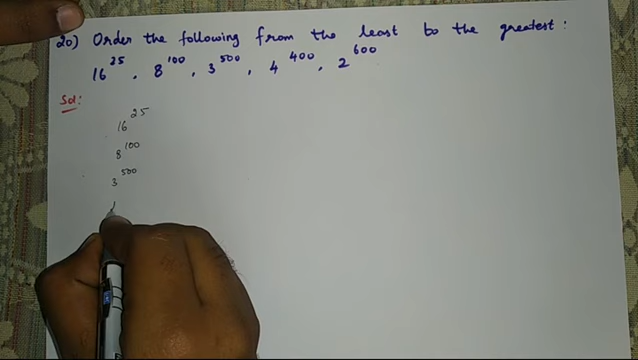 20) Order the following from the least to the greatest :
16^25 , 8^100 , 3^500 , 4^400 , 2^600
Sol:
16^25
8^100
3^500